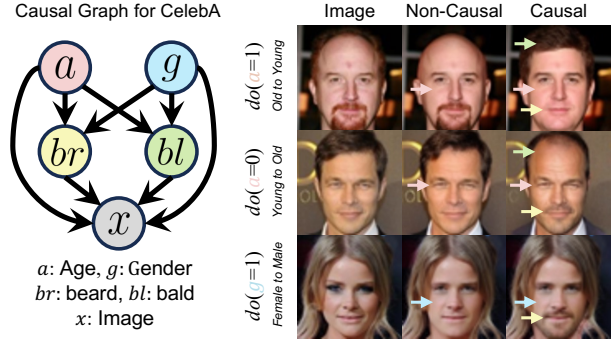 Causal Graph for CelebA
a
g
br
bl
x
a: Age, g: Gender
br: beard, bl: bald
x: Image
Image
Non-Causal
Causal
do(a=1)
Old to Young
do(a=0)
Young to Old
do(g=1)
Female to Male